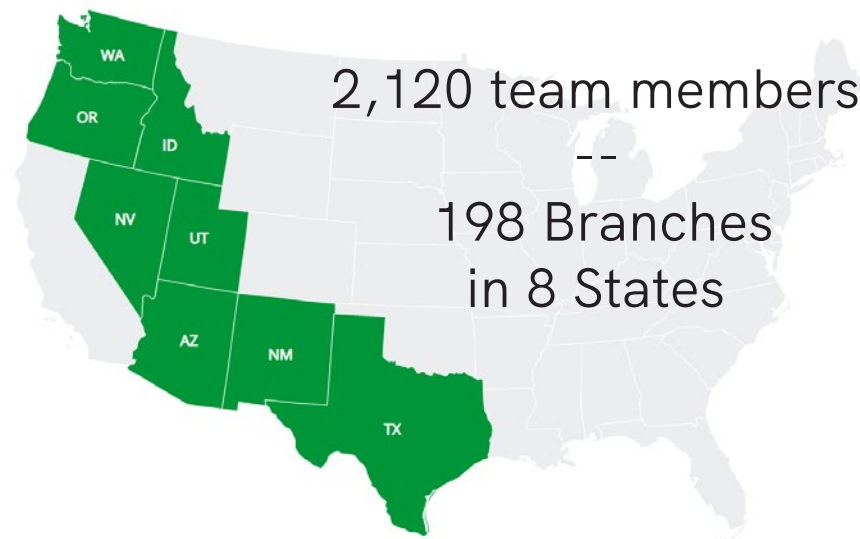 WA
OR
ID
NV
UT
AZ
NM
TX
2,120 team members
--
198 Branches
in 8 States